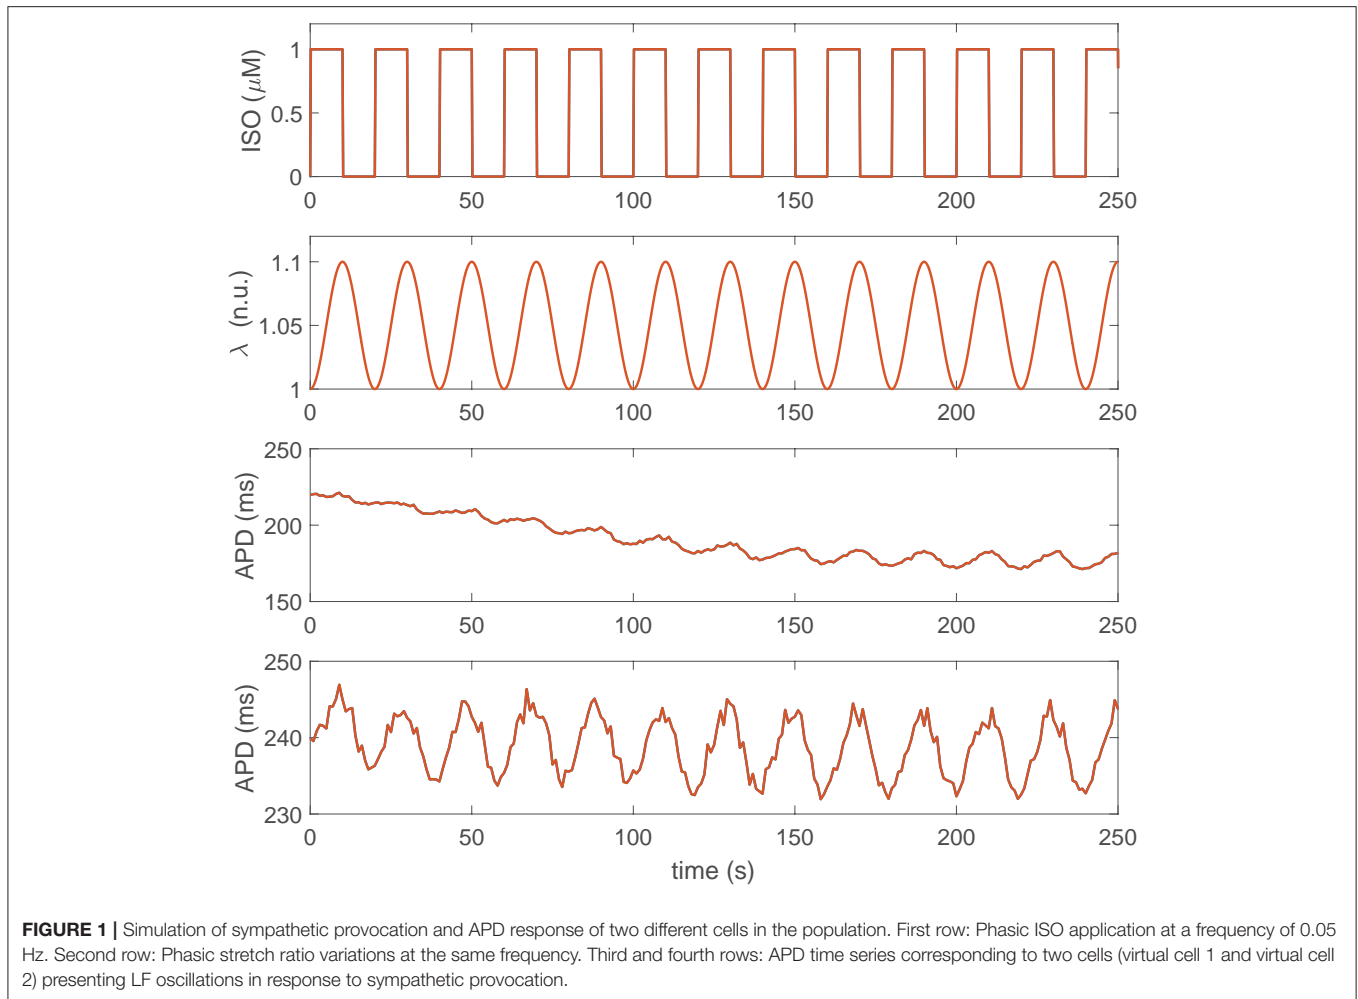 ISO (μM)
1
0.5
0
0 50 100 150 200 250
λ (n.u.)
1.1
1.05
1
0 50 100 150 200 250
APD (ms)
250
200
150
0 50 100 150 200 250
APD (ms)
250
240
230
0 50 100 150 200 250
time (s)
FIGURE 1 | Simulation of sympathetic provocation and APD response of two different cells in the population. First row: Phasic ISO application at a frequency of 0.05
Hz. Second row: Phasic stretch ratio variations at the same frequency. Third and fourth rows: APD time series corresponding to two cells (virtual cell 1 and virtual cell
2) presenting LF oscillations in response to sympathetic provocation.